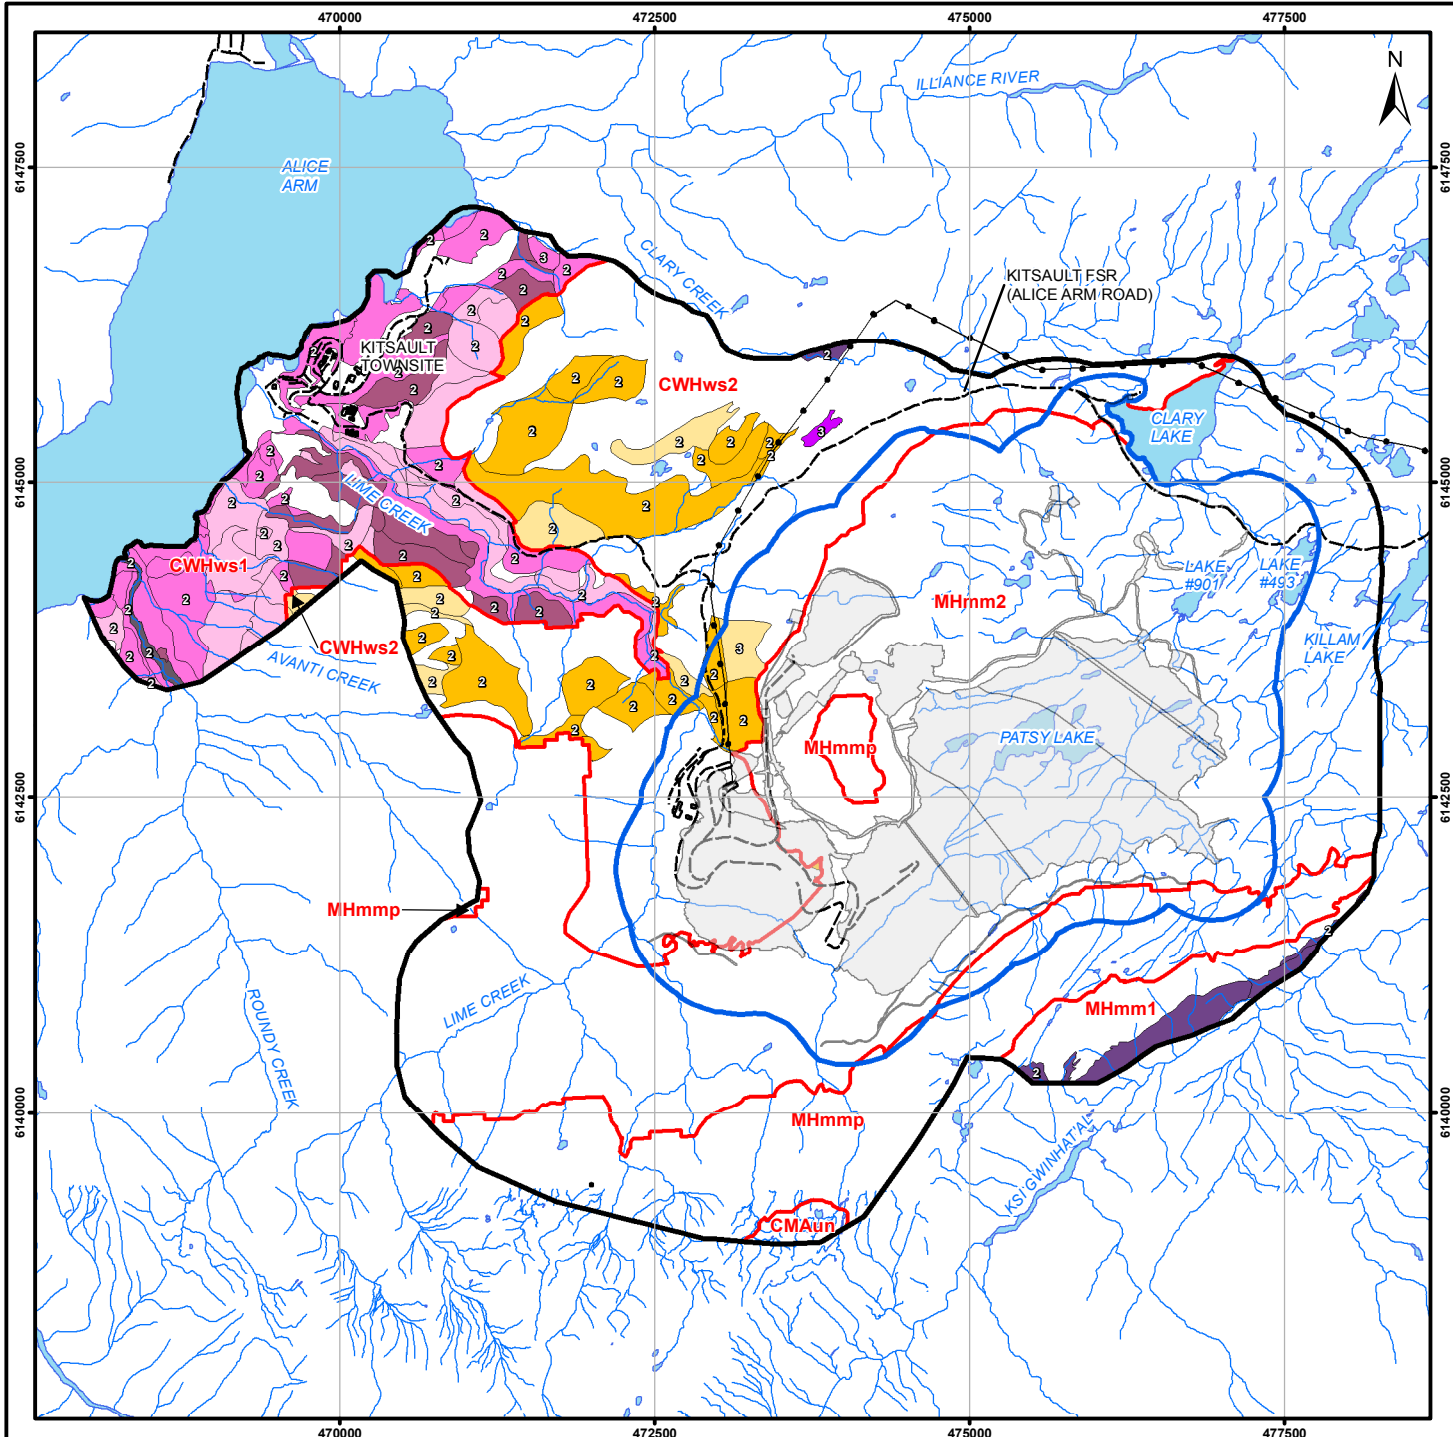 470000
472500
475000
477500
N
ILLIANCE RIVER
6147500
ALICE
ARM
6147500
CLARY CREEK
KITSAULT FSR
(ALICE ARM ROAD)
KITSAULT
TOWNSITE
CWHws2
CLARY
LAKE
6145000
LIME CREEK
6145000
CWHws1
LAKE
#901
LAKE
#493
MHmm2
CWHws2
AVANTI CREEK
KILLAM
LAKE
PATSY LAKE
MHmmp
6142500
6142500
MHmmp
LIME CREEK
ROUNDY CREEK
MHmm1
6140000
MHmmp
KSI GWINHAT'AL
6140000
CMAun
470000
472500
475000
477500